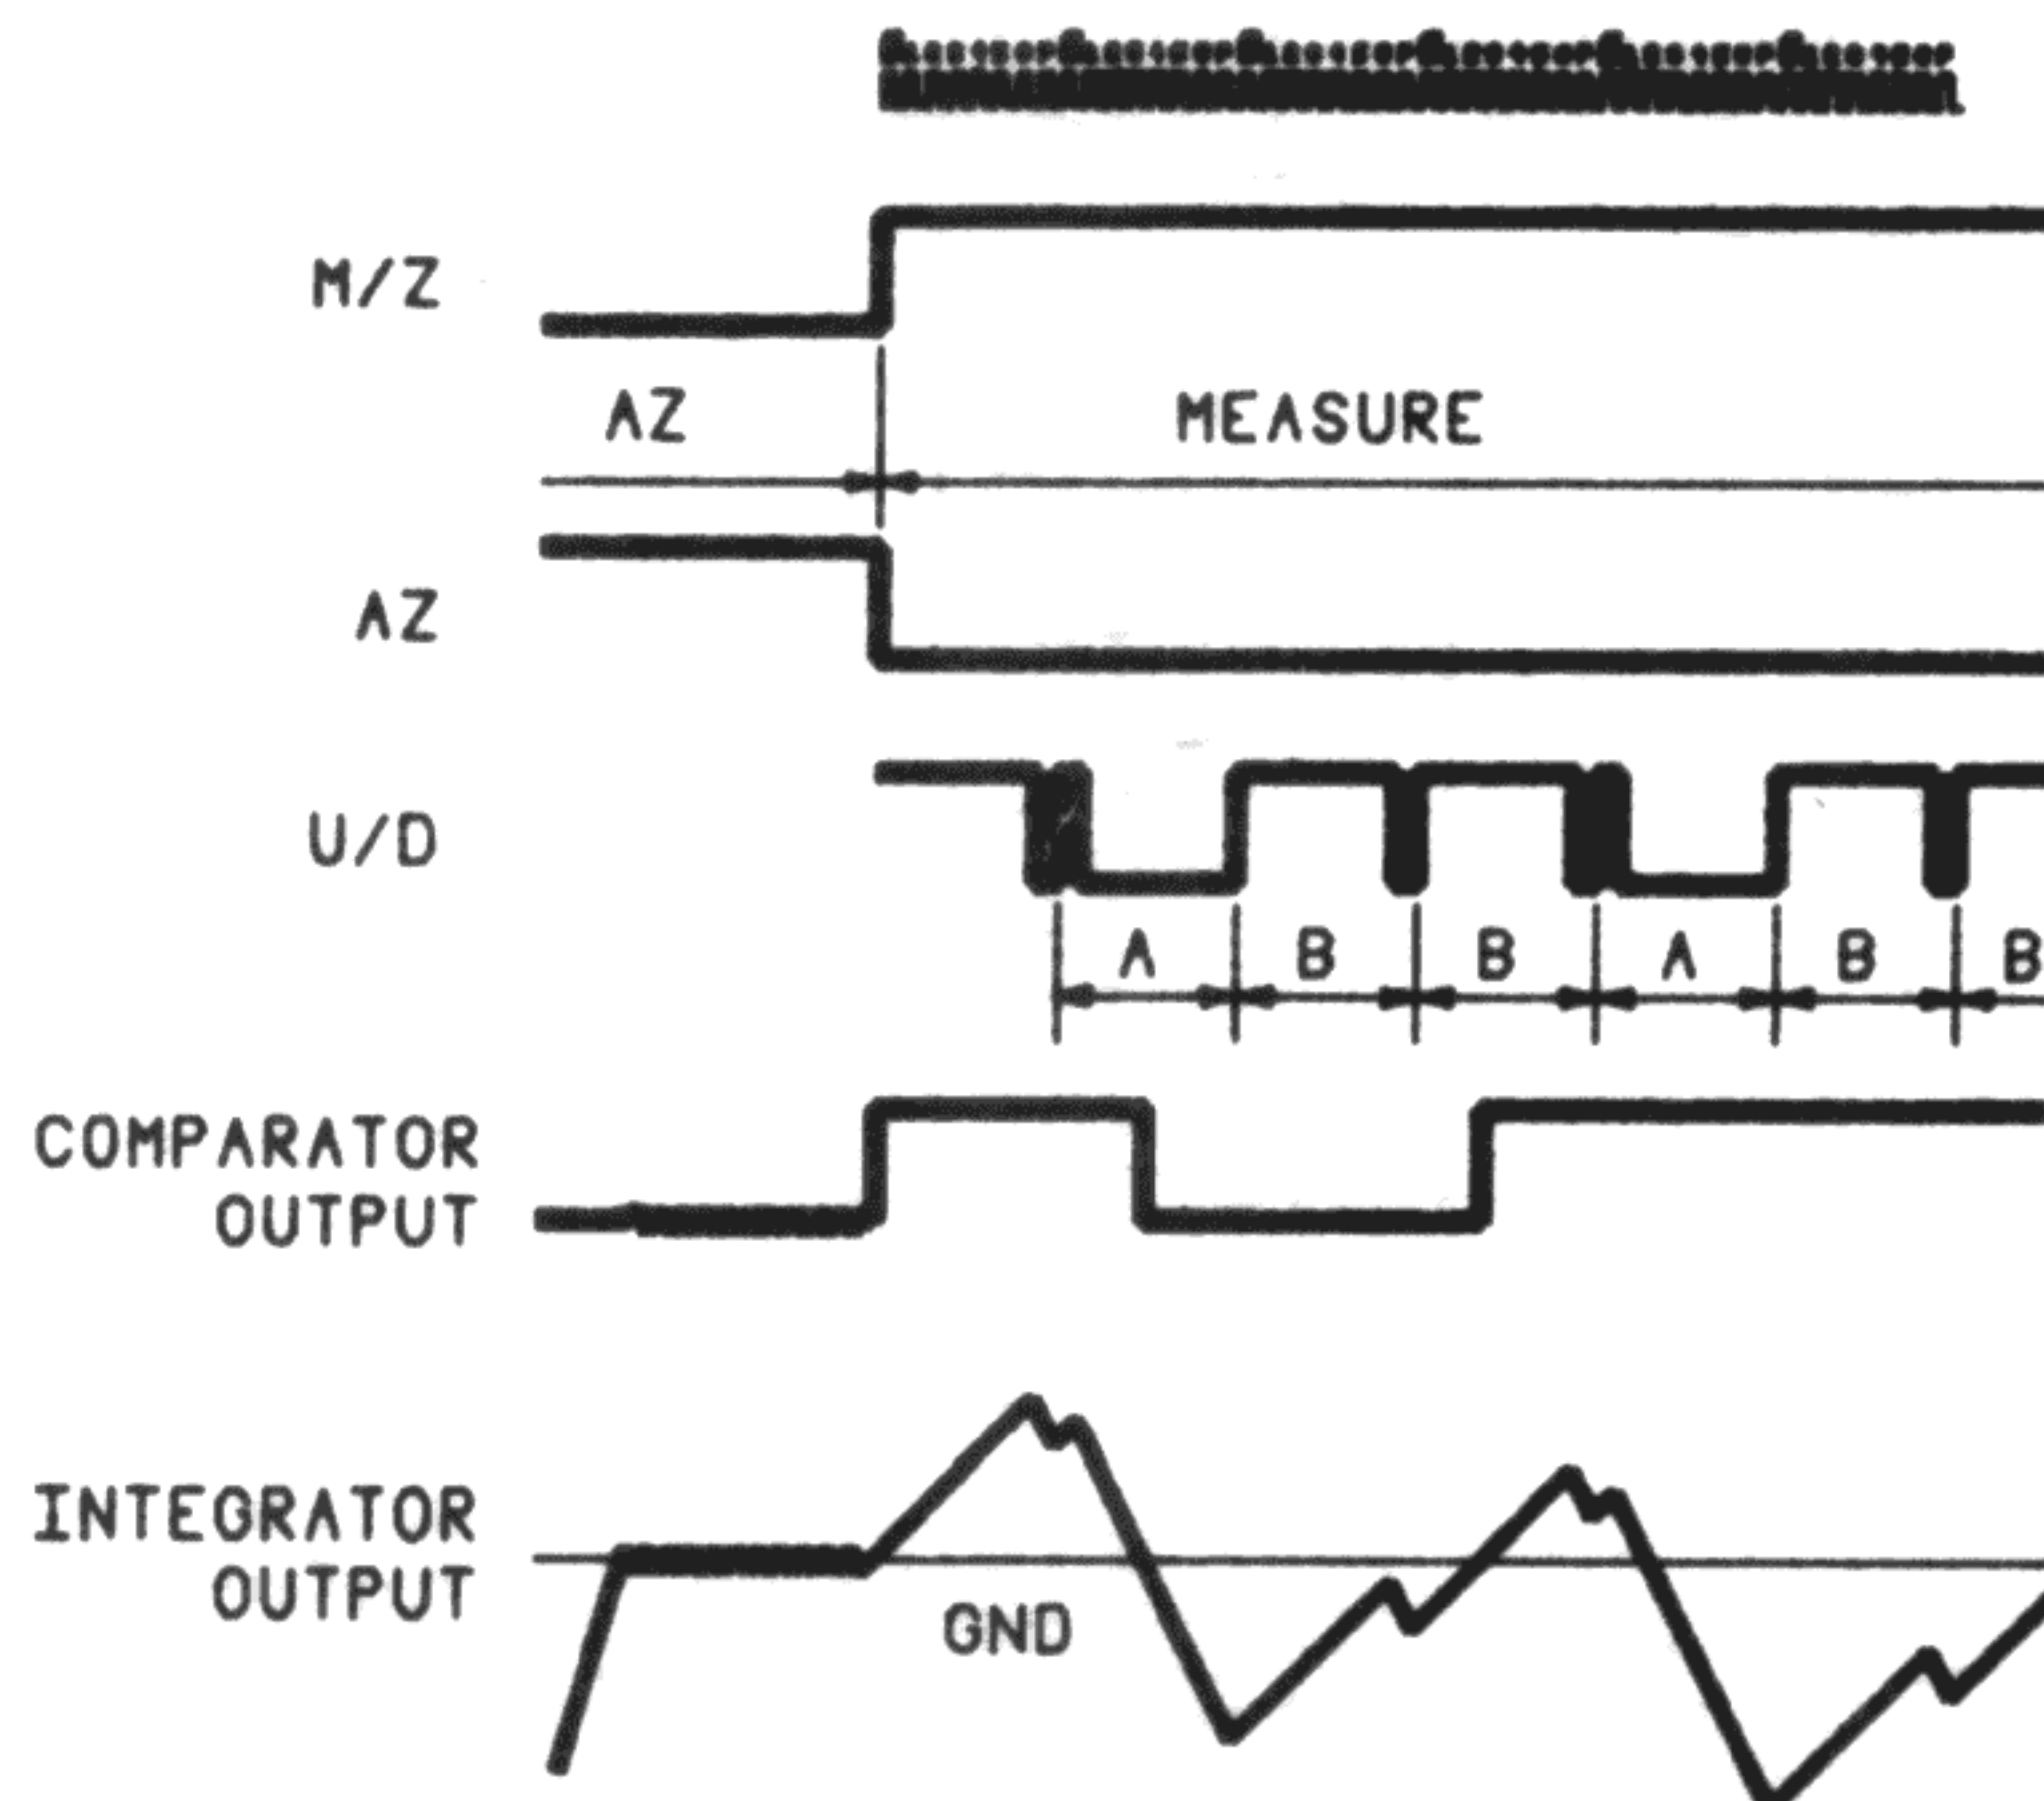 M/Z
AZ
MEASURE
AZ
U/D
A B B A B B
COMPARATOR
OUTPUT
INTEGRATOR
OUTPUT
GND